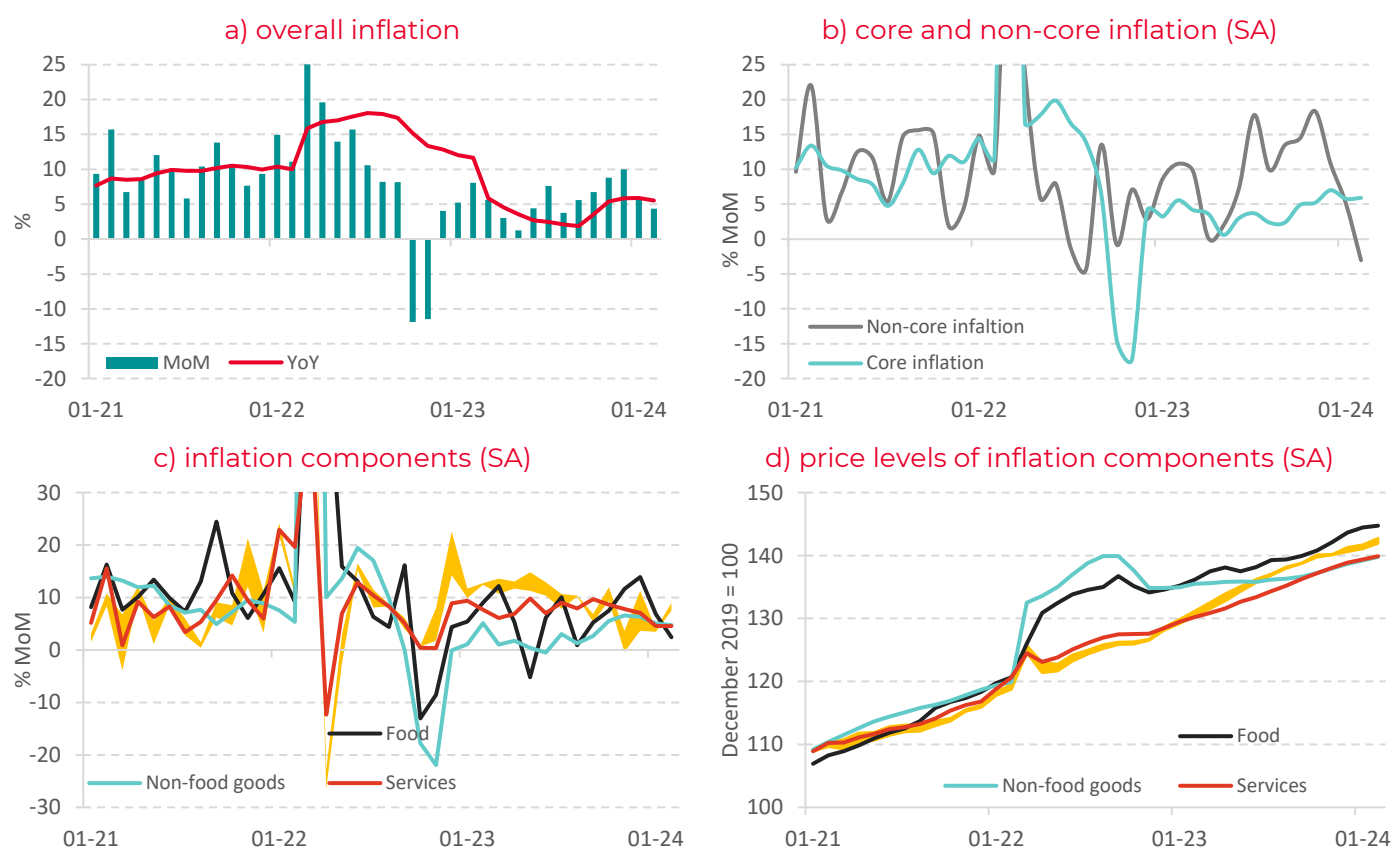 a) overall inflation
25
20
15
10
5
0
-5
-10
-15
-20
%
MoM
YoY
01-21
01-22
01-23
01-24
b) core and non-core inflation (SA)
25
20
15
10
5
0
-5
-10
-15
-20
% MoM
Non-core infaltion
Core inflation
01-21
01-22
01-23
01-24
c) inflation components (SA)
30
20
10
0
-10
-20
-30
% MoM
Food
Non-food goods
Services
01-21
01-22
01-23
01-24
d) price levels of inflation components (SA)
150
140
130
120
110
100
December 2019 = 100
Food
Non-food goods
Services
01-21
01-22
01-23
01-24